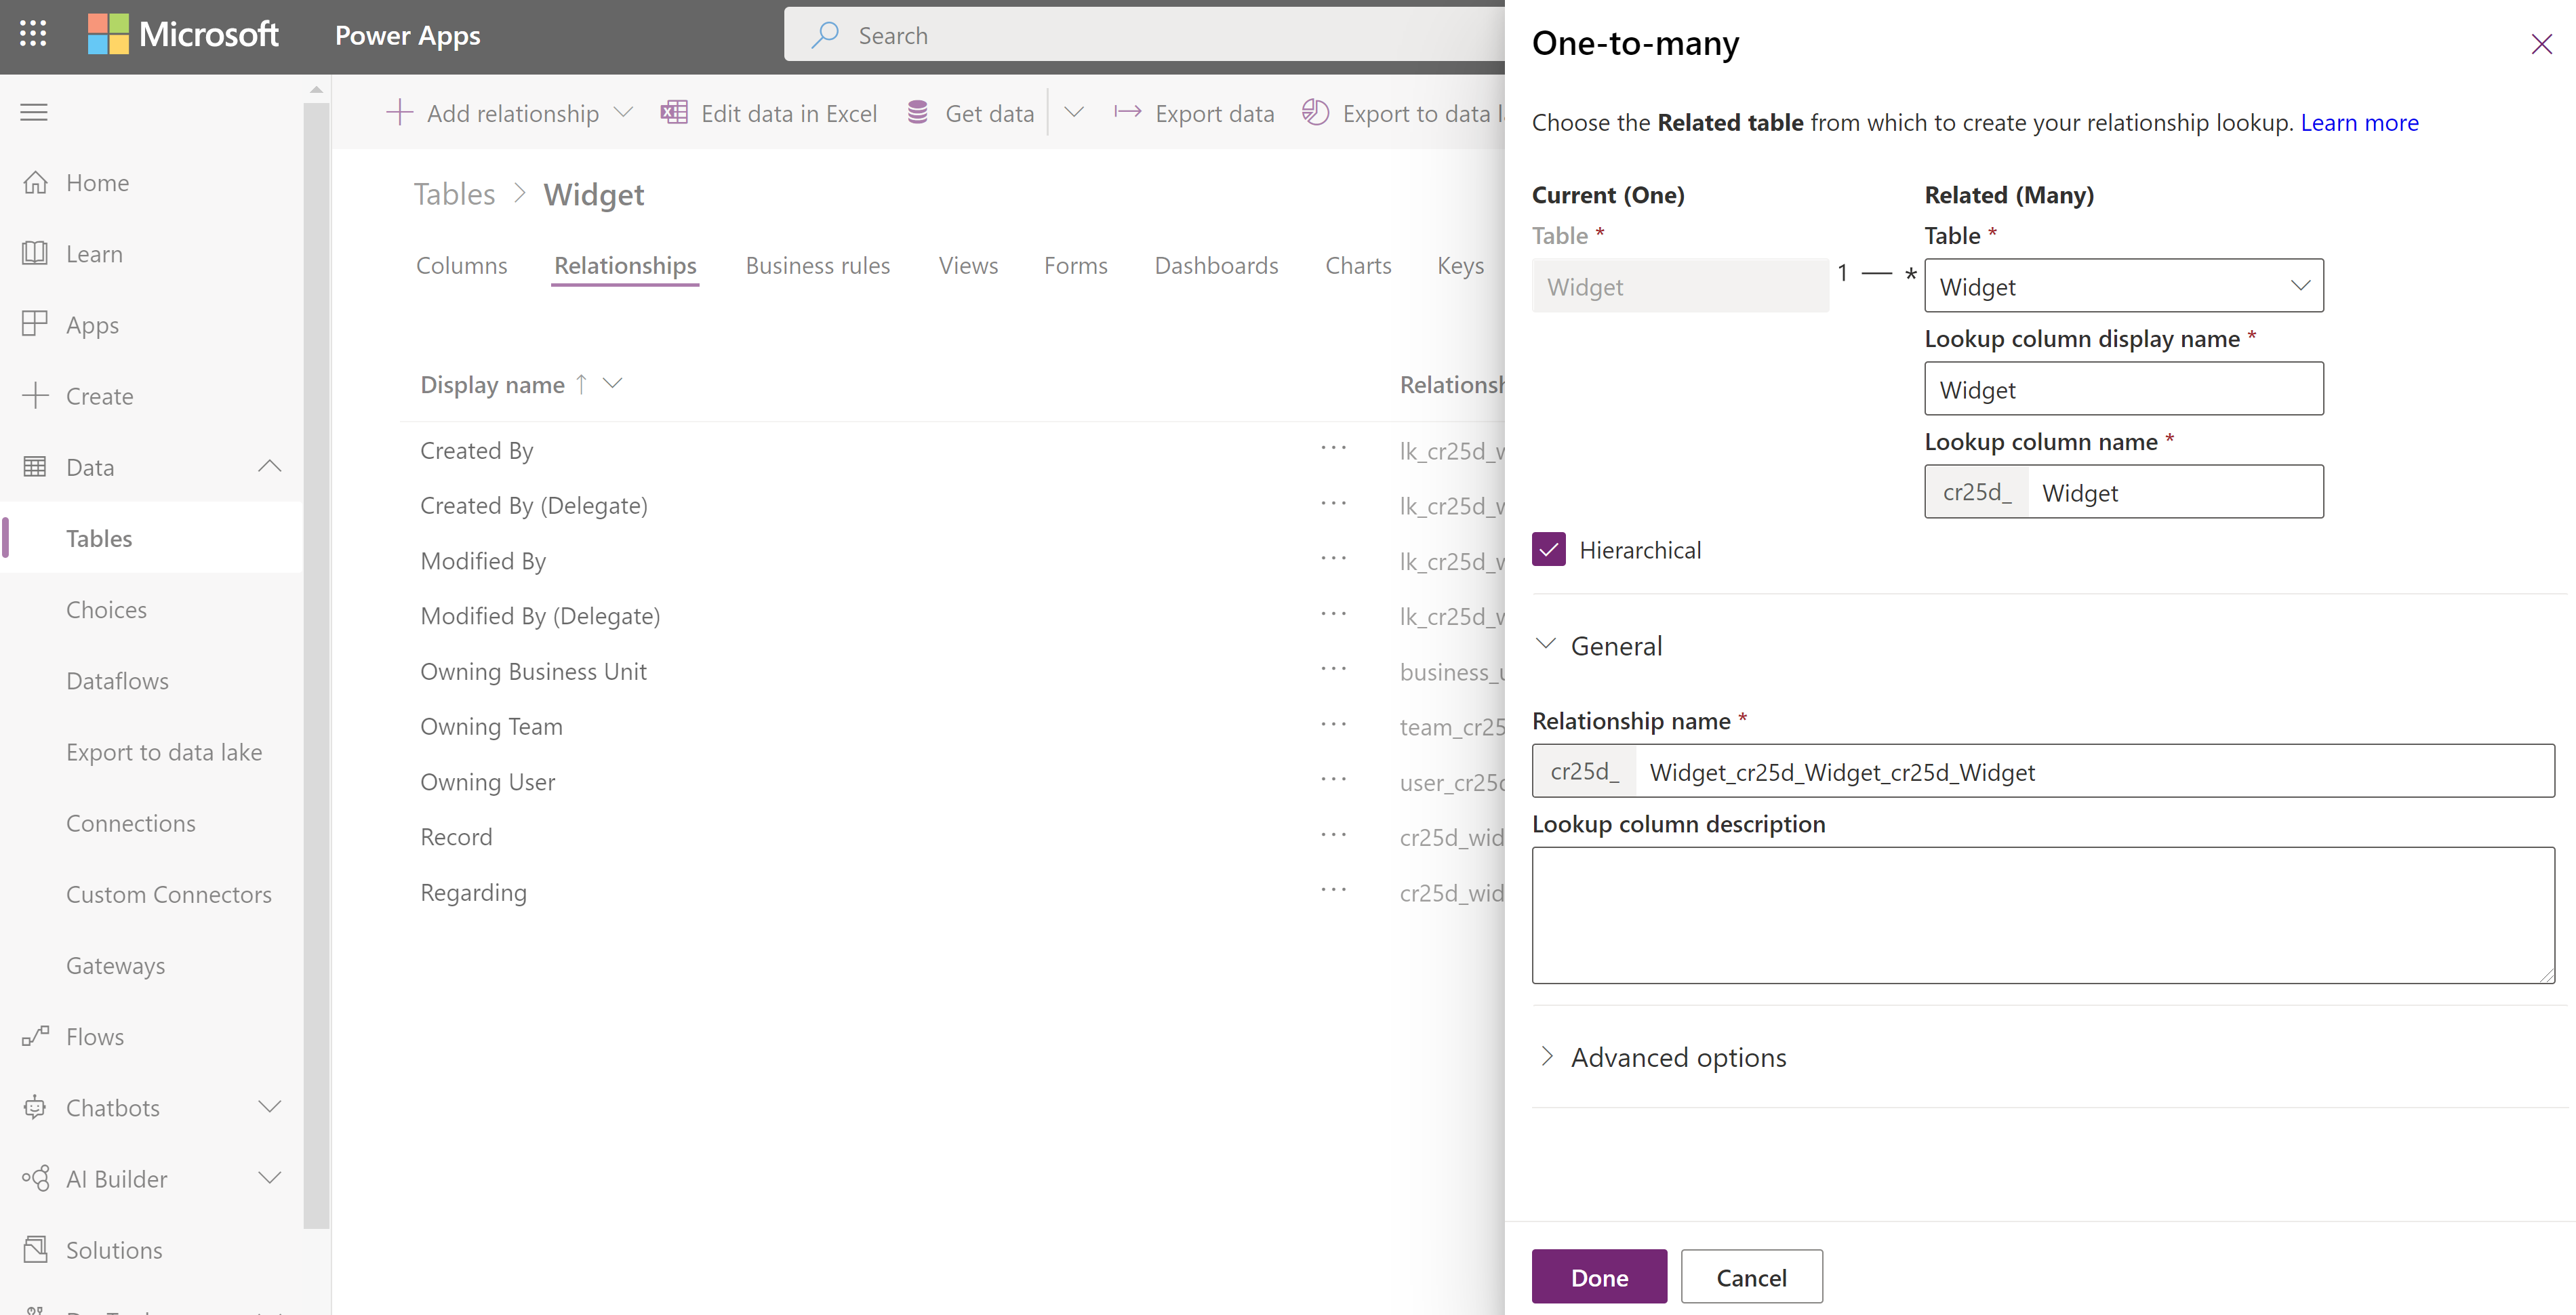 Microsoft
Power Apps
Search
Home
Learn
Apps
Create
Data
Tables
Choices
Dataflows
Export to data lake
Connections
Custom Connectors
Gateways
Flows
Chatbots
AI Builder
Solutions
Add relationship
Edit data in Excel
Get data
Export data
Export to data l
Tables > Widget
Columns
Relationships
Business rules
Views
Forms
Dashboards
Charts
Keys
Display name ↑
Relationsh
Created By ··· lk_cr25d_w
Created By (Delegate) ··· lk_cr25d_w
Modified By ··· lk_cr25d_w
Modified By (Delegate) ··· lk_cr25d_w
Owning Business Unit ··· business_u
Owning Team ··· team_cr25
Owning User ··· user_cr25d
Record ··· cr25d_wid
Regarding ··· cr25d_wid
One-to-many
Choose the Related table from which to create your relationship lookup. Learn more
Current (One)
Table *
Widget
1 — *
Related (Many)
Table *
Widget
Lookup column display name *
Widget
Lookup column name *
cr25d_ Widget
Hierarchical
General
Relationship name *
cr25d_ Widget_cr25d_Widget_cr25d_Widget
Lookup column description
Advanced options
Done
Cancel